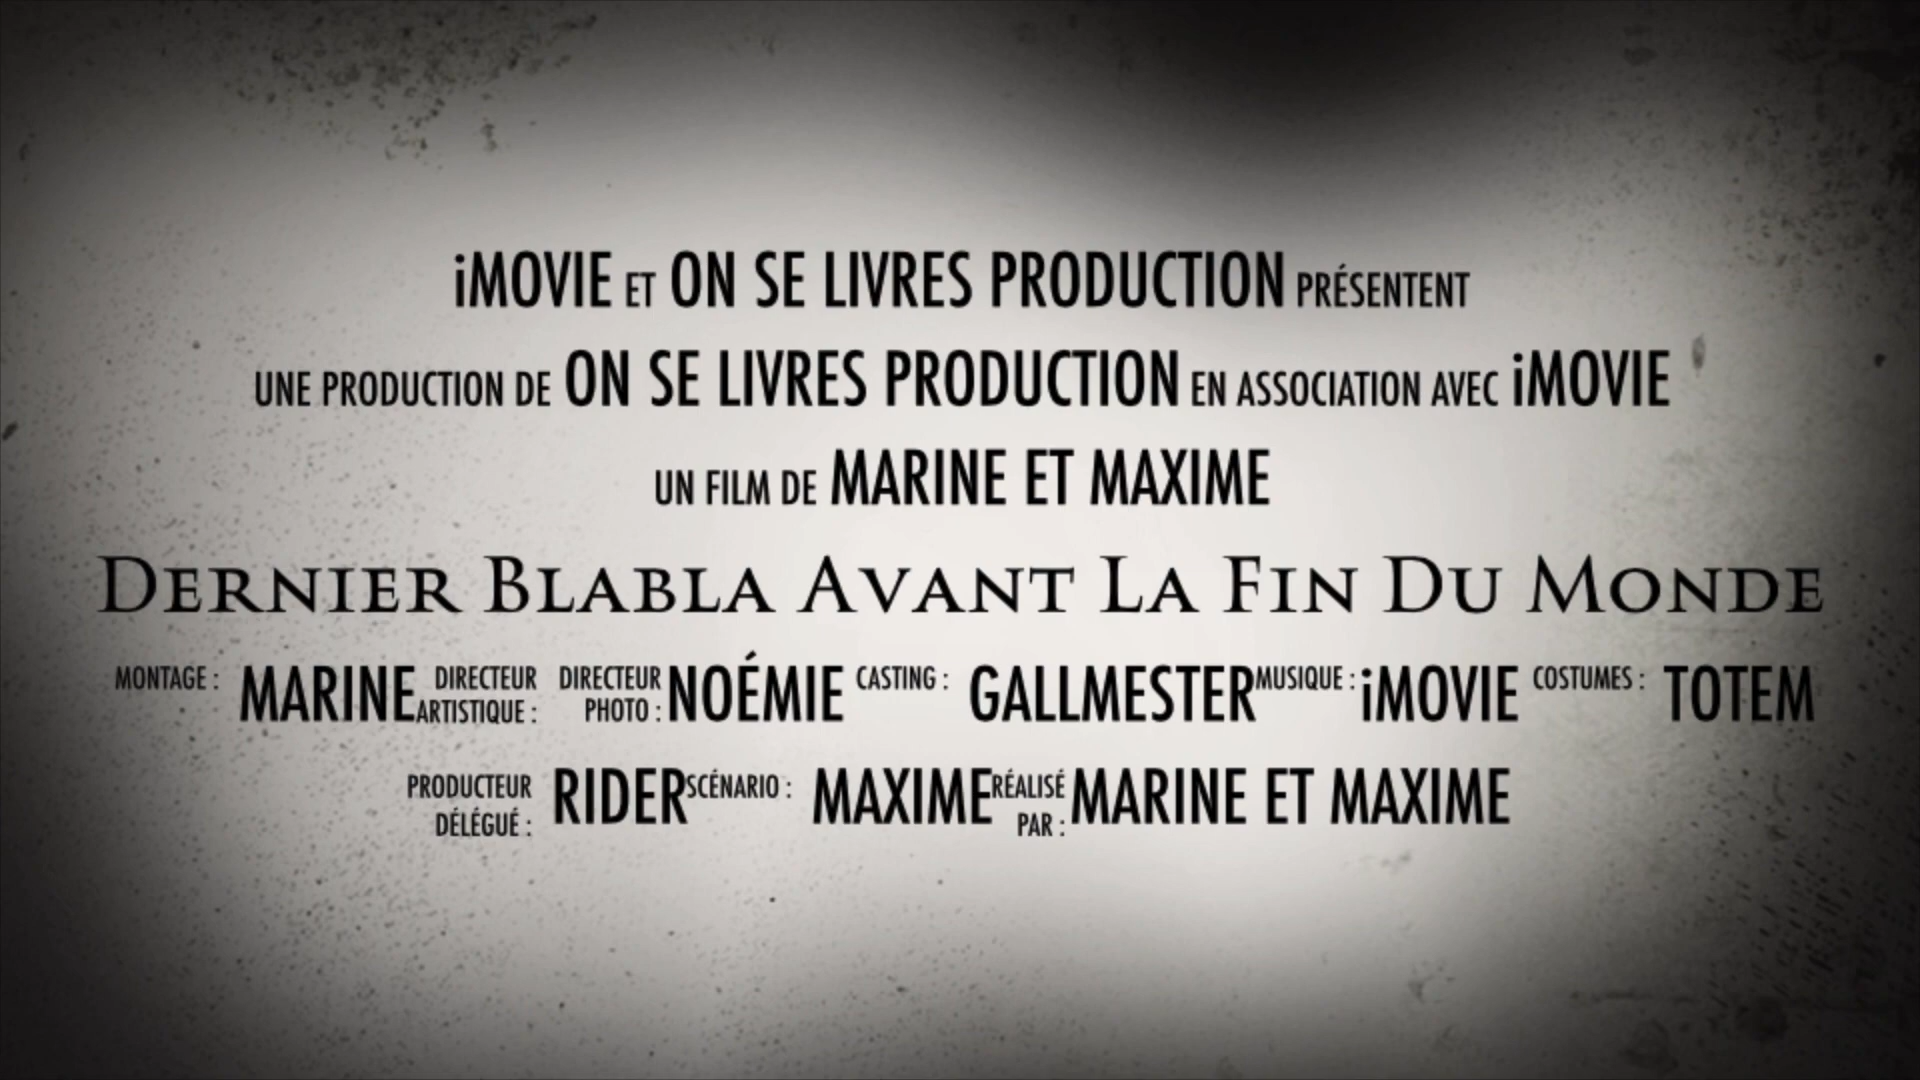 iMOVIE ET ON SE LIVRES PRODUCTION PRÉSENTENT
UNE PRODUCTION DE ON SE LIVRES PRODUCTION EN ASSOCIATION AVEC iMOVIE
UN FILM DE MARINE ET MAXIME
DERNIER BLABLA AVANT LA FIN DU MONDE
MONTAGE : MARINE DIRECTEUR ARTISTIQUE : DIRECTEUR PHOTO : NOÉMIE CASTING : GALLMESTER MUSIQUE : iMOVIE COSTUMES : TOTEM
PRODUCTEUR DÉLÉGUÉ : RIDER SCÉNARIO : MAXIME RÉALISÉ PAR : MARINE ET MAXIME